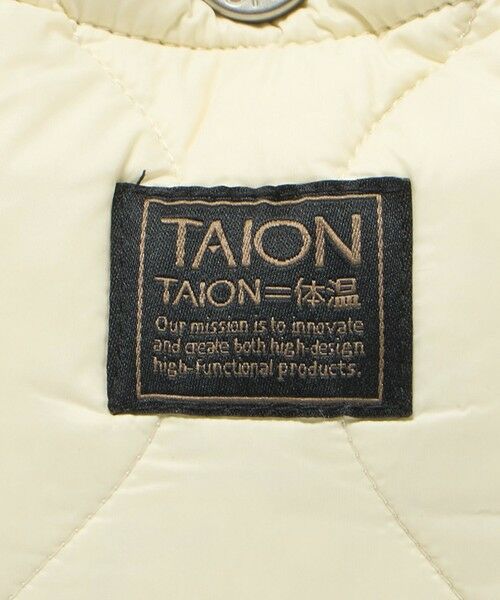 TAION
TAION=体温
Our mission is to innovate
and create both high-design
high-functional products.